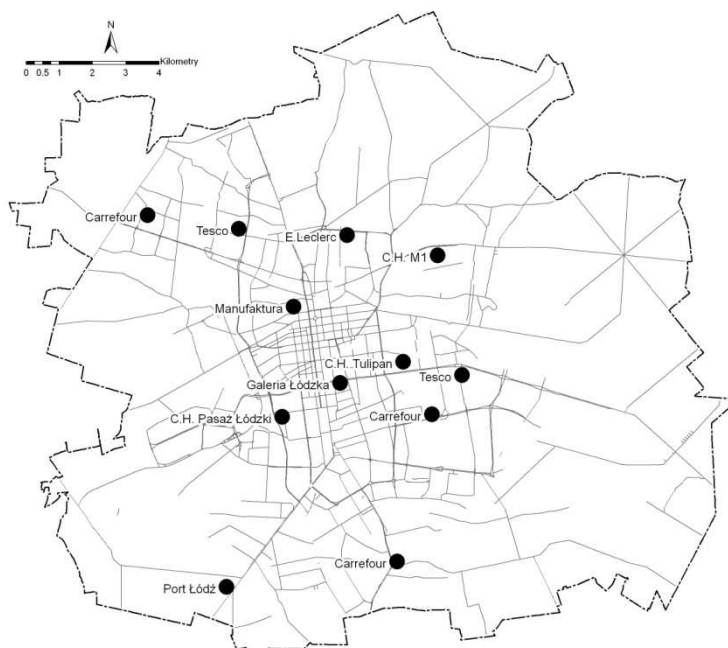 N
Kilometry
0 0.5 1 2 3 4
Carrefour
Tesco
E.Leclerc
C.H. M1
Manufaktura
C.H. Tulipan
Tesco
Galeria Łódzka
C.H. Pasaż Łódzki
Carrefour
Carrefour
Port Łódź